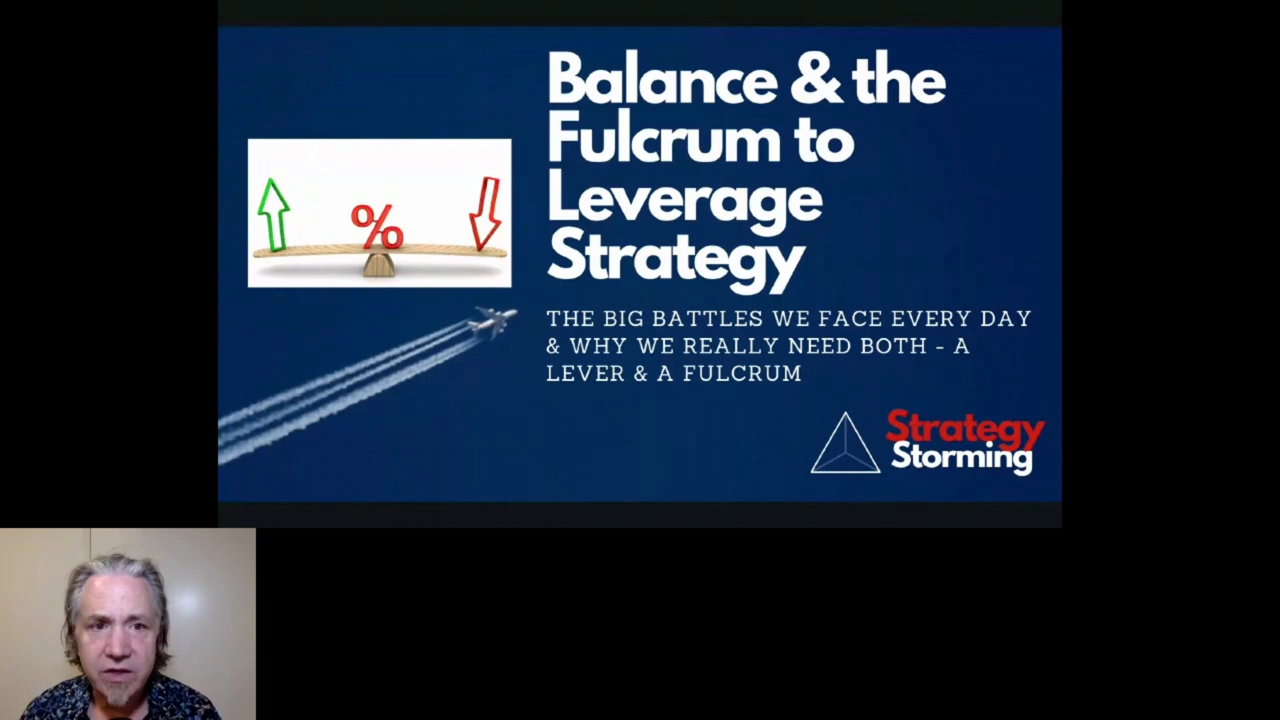 Balance & the
Fulcrum to
Leverage
Strategy
%
THE BIG BATTLES WE FACE EVERY DAY
& WHY WE REALLY NEED BOTH - A
LEVER & A FULCRUM
Strategy
Storming